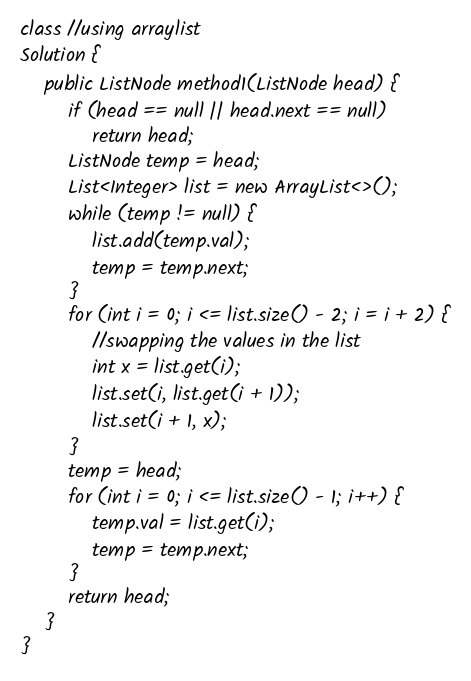 class //using arraylist
Solution {
    public ListNode method1(ListNode head) {
        if (head == null || head.next == null)
            return head;
        ListNode temp = head;
        List<Integer> list = new ArrayList<>();
        while (temp != null) {
            list.add(temp.val);
            temp = temp.next;
        }
        for (int i = 0; i <= list.size() - 2; i = i + 2) {
            //swapping the values in the list
            int x = list.get(i);
            list.set(i, list.get(i + 1));
            list.set(i + 1, x);
        }
        temp = head;
        for (int i = 0; i <= list.size() - 1; i++) {
            temp.val = list.get(i);
            temp = temp.next;
        }
        return head;
    }
}